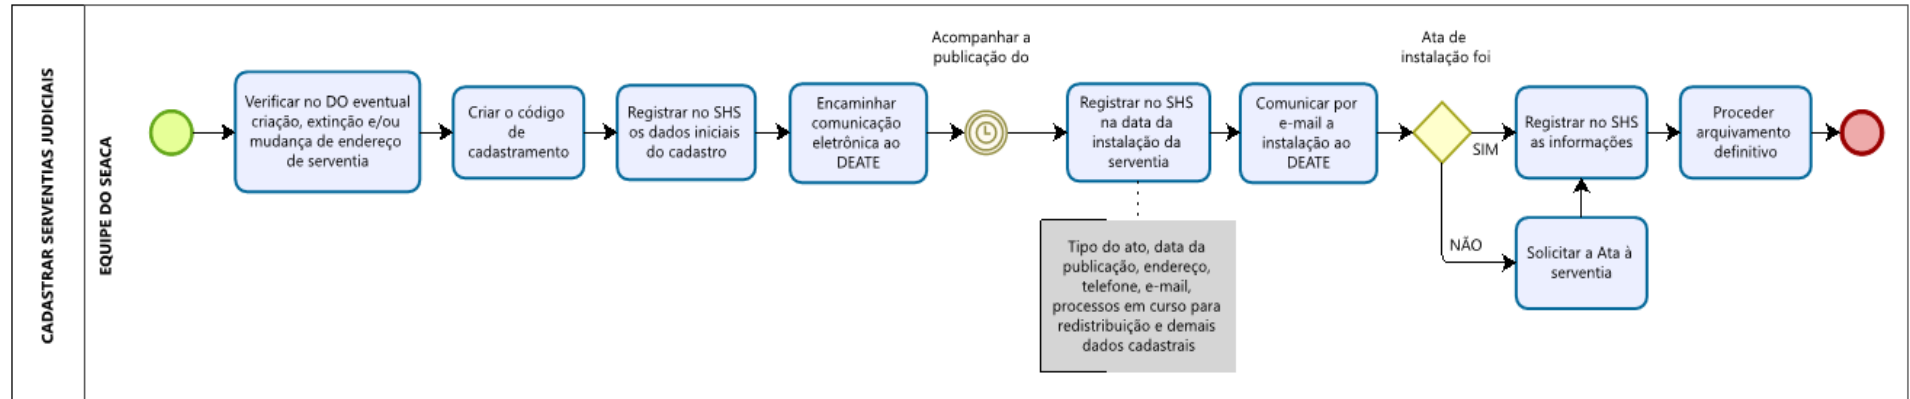 CADASTRAR SERVENTIAS JUDICIAIS
EQUIPE DO SEACA
Verificar no DO eventual
criação, extinção e/ou
mudança de endereço
de serventia
Criar o código
de
cadastramento
Registrar no SHS
os dados iniciais
do cadastro
Encaminhar
comunicação
eletrônica ao
DEATE
Acompanhar a
publicação do
Registrar no SHS
na data da
instalação da
serventia
Tipo do ato, data da
publicação, endereço,
telefone, e-mail,
processos em curso para
redistribuição e demais
dados cadastrais
Comunicar por
e-mail a
instalação ao
DEATE
Ata de
instalação foi
SIM
NÃO
Registrar no SHS
as informações
Solicitar a Ata à
serventia
Proceder
arquivamento
definitivo